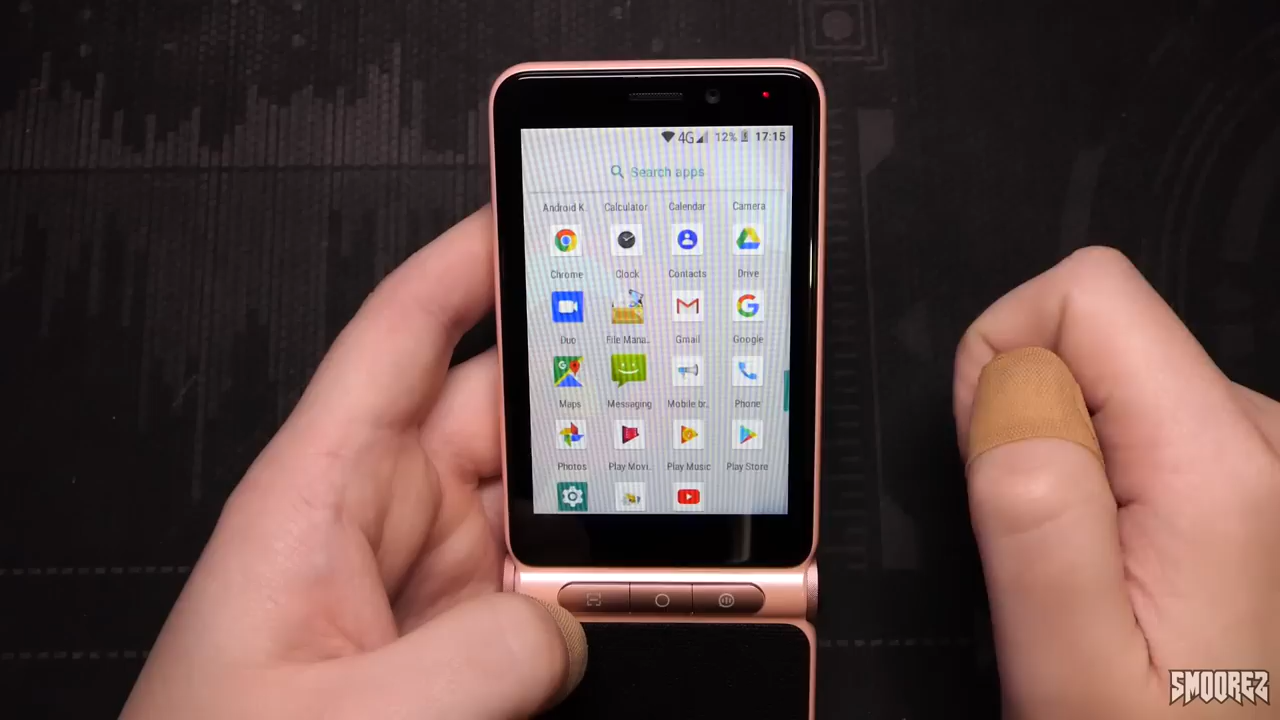 4G 12% 17:15
Search apps
Android K.. Calculator Calendar Camera
Chrome Clock Contacts Drive
Duo File Mana.. Gmail Google
Maps Messaging Mobile br.. Phone
Photos Play Movi.. Play Music Play Store
SMOOREZ